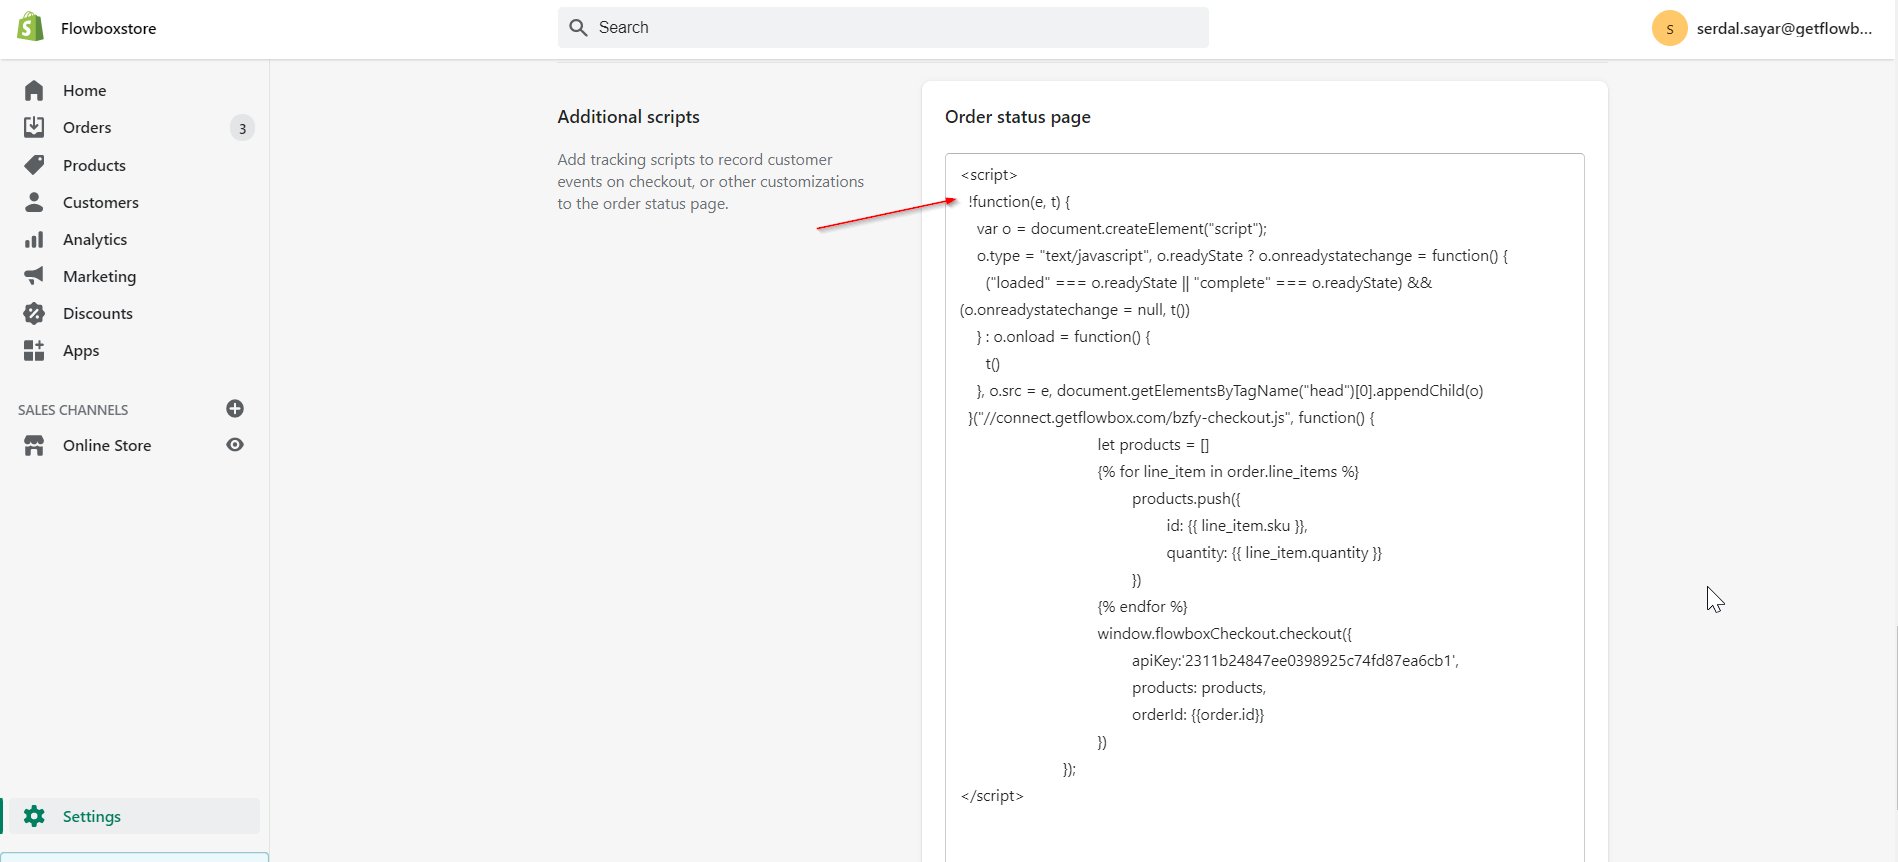 Flowboxstore
Search
S
serdal.sayar@getflowb...
Home
Orders
3
Products
Customers
Analytics
Marketing
Discounts
Apps
SALES CHANNELS
Online Store
Settings
Additional scripts
Add tracking scripts to record customer
events on checkout, or other customizations
to the order status page.
Order status page
<script>
!function(e, t) {
var o = document.createElement("script");
o.type = "text/javascript", o.readyState ? o.onreadystatechange = function() {
("loaded" === o.readyState || "complete" === o.readyState) &&
(o.onreadystatechange = null, t())
} : o.onload = function() {
t()
}, o.src = e, document.getElementsByTagName("head")[0].appendChild(o)
}("//connect.getflowbox.com/bzfy-checkout.js", function() {
let products = []
{% for line_item in order.line_items %}
products.push({
id: {{ line_item.sku }},
quantity: {{ line_item.quantity }}
})
{% endfor %}
window.flowboxCheckout.checkout({
apiKey:'2311b24847ee0398925c74fd87ea6cb1',
products: products,
orderId: {{order.id}}
})
});
</script>